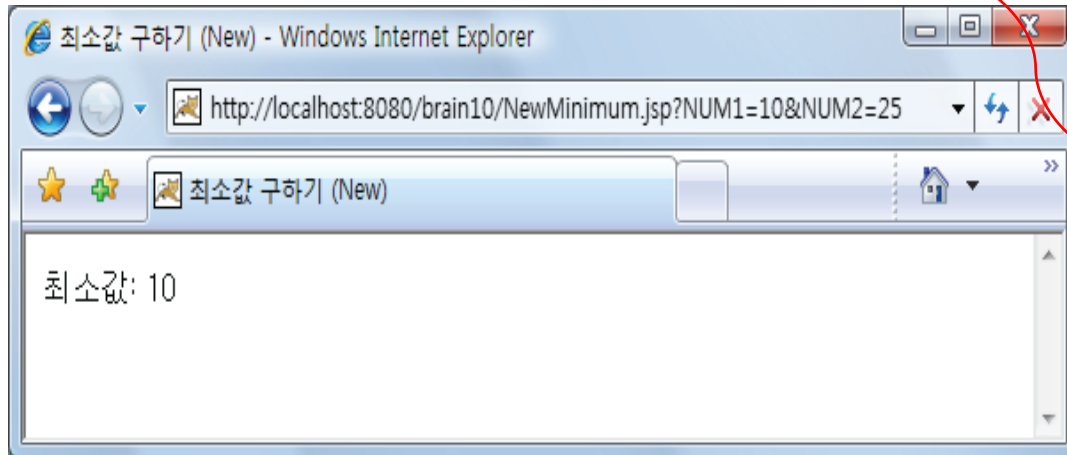 최소값 구하기 (New) - Windows Internet Explorer
http://localhost:8080/brain10/NewMinimum.jsp?NUM1=10&NUM2=25
최소값 구하기 (New)
최소값: 10